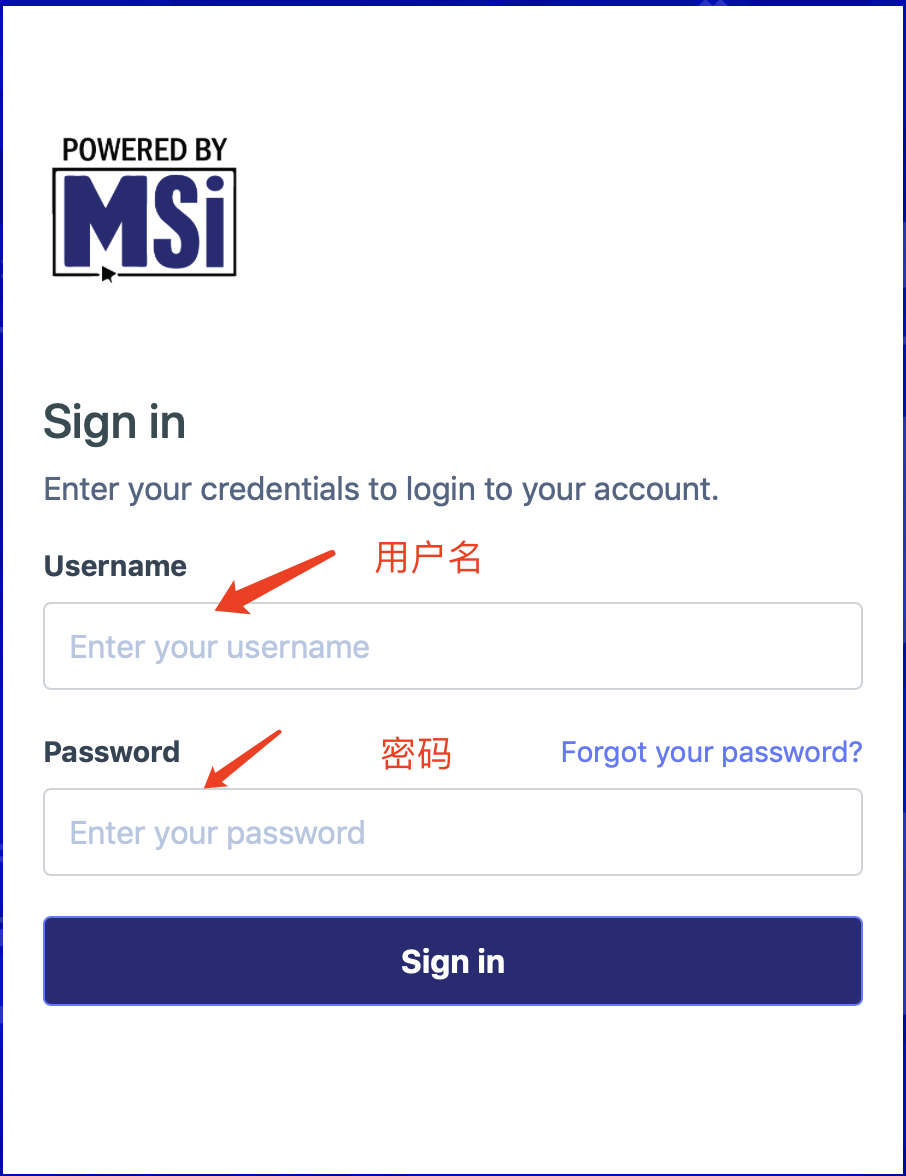 POWERED BY
MSi
Sign in
Enter your credentials to login to your account.
Username 用户名
Enter your username
Password 密码 Forgot your password?
Enter your password
Sign in